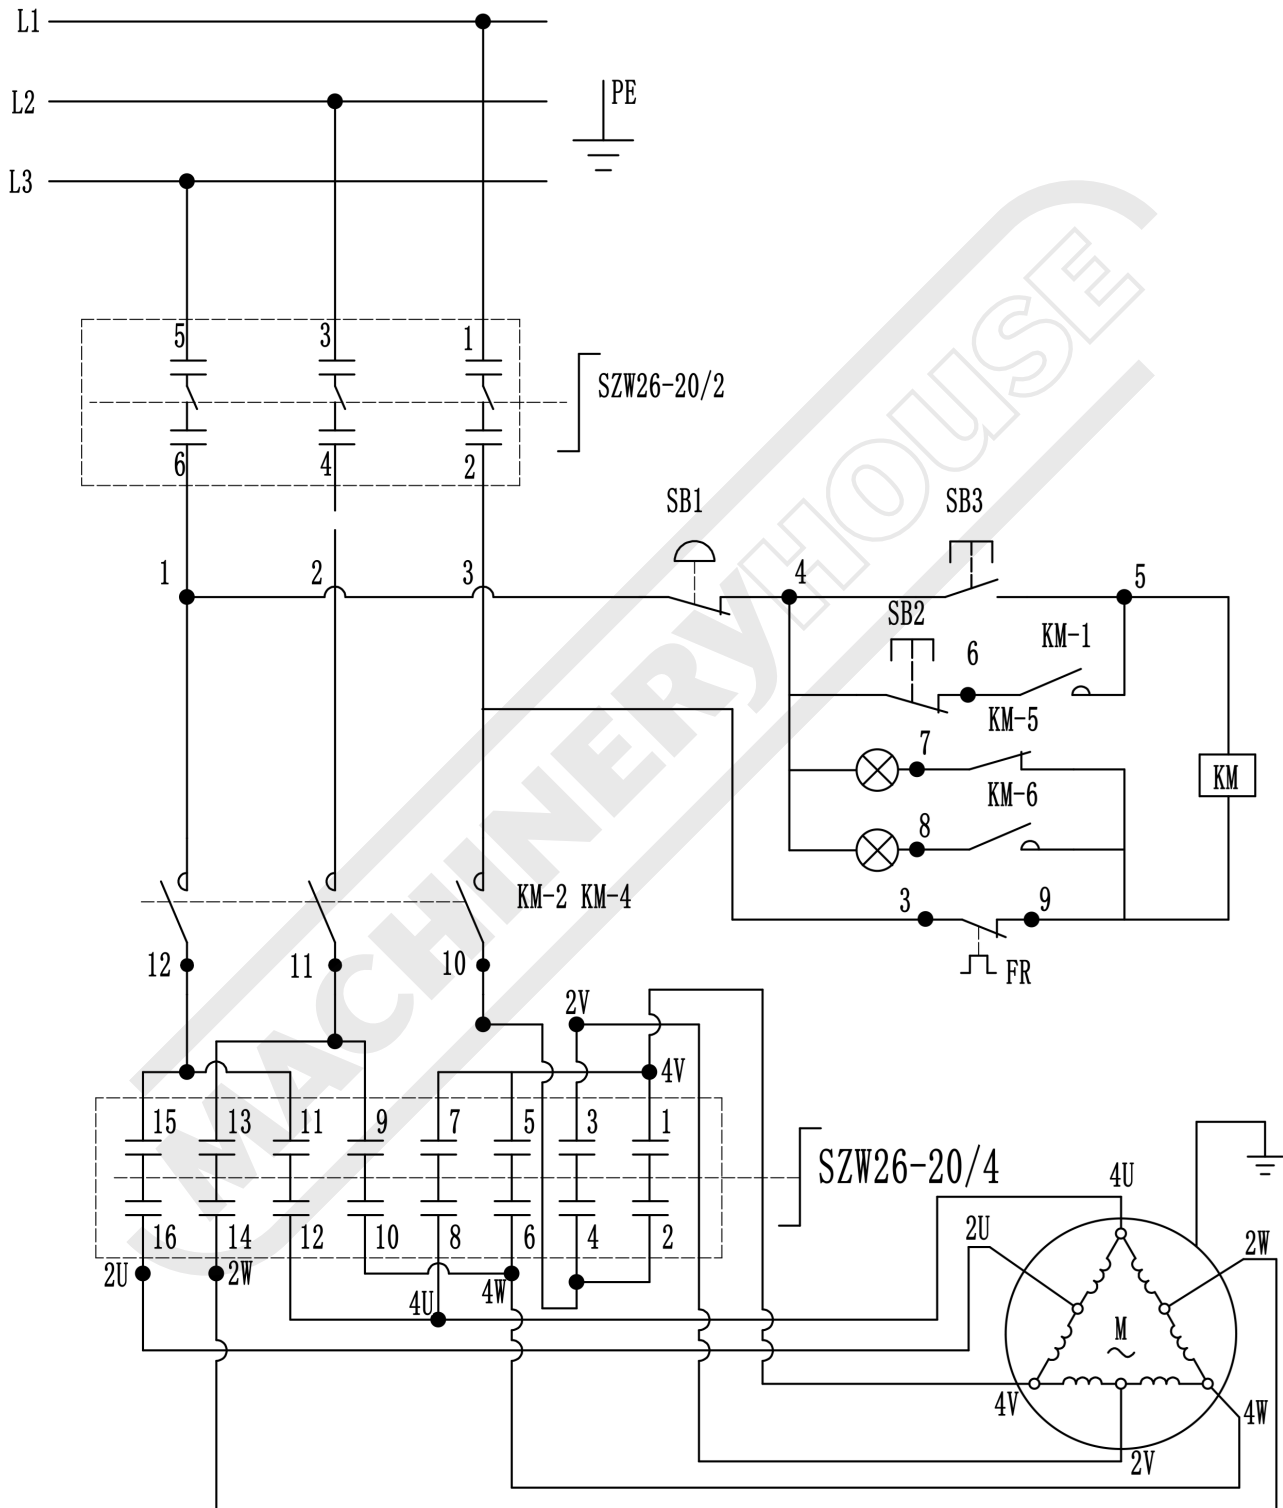 L1
L2
PE
L3
5 3 1
SZW26-20/2
6 4 2
SB1 SB3
1 2 3 4 5
SB2
6 KM-1
KM-5
7
KM-6
KM
8
KM-2 KM-4
3 9
12 11 10
FR
2V
4V
15 13 11 9 7 5 3 1
SZW26-20/4
4U
16 14 12 10 8 6 4 2
2U 2W
2U 2W 4W
4U
M
4V 4W
2V
MACHINERYHOUSE